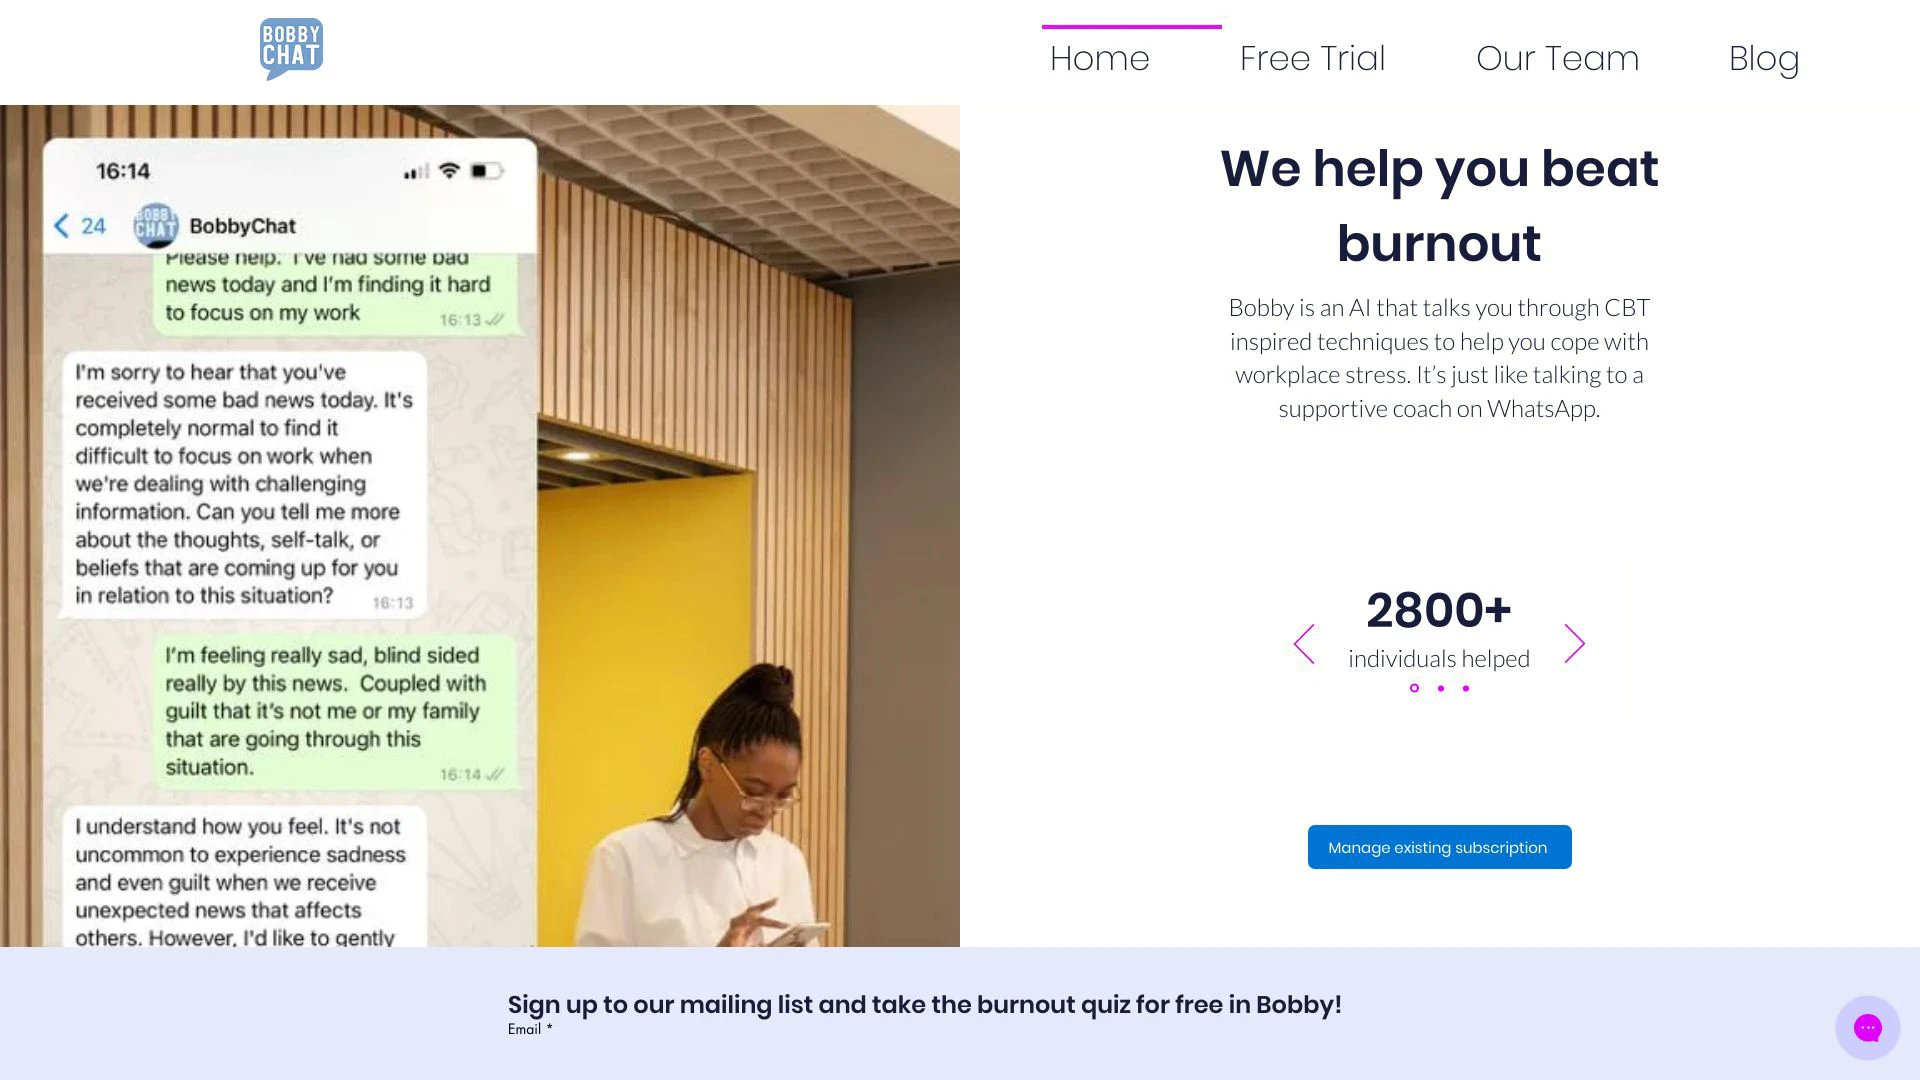 BOBBY
CHAT
Home
Free Trial
Our Team
Blog
16:14
24
BOBBY
CHAT
BobbyChat
Please help. I've had some bad
news today and I'm finding it hard
to focus on my work
16:13
I'm sorry to hear that you've
received some bad news today. It's
completely normal to find it
difficult to focus on work when
we're dealing with challenging
information. Can you tell me more
about the thoughts, self-talk, or
beliefs that are coming up for you
in relation to this situation?
16:13
I'm feeling really sad, blind sided
really by this news. Coupled with
guilt that it's not me or my family
that are going through this
situation.
16:14
I understand how you feel. It's not
uncommon to experience sadness
and even guilt when we receive
unexpected news that affects
others. However, I'd like to gently
We help you beat
burnout
Bobby is an AI that talks you through CBT
inspired techniques to help you cope with
workplace stress. It’s just like talking to a
supportive coach on WhatsApp.
2800+
individuals helped
Manage existing subscription
Sign up to our mailing list and take the burnout quiz for free in Bobby!
Email *